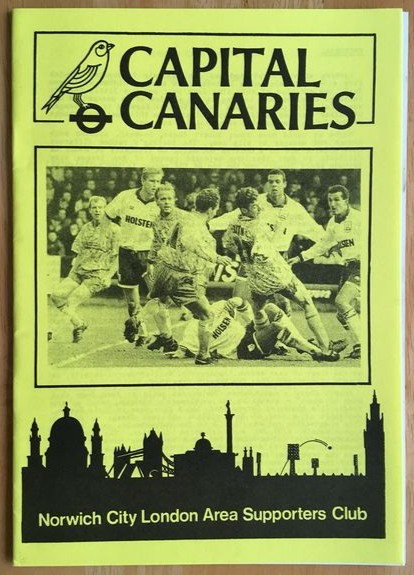 CAPITAL
CANARIES
HOLSTEN
HOLSTEN
HOLSTEN
Norwich City London Area Supporters Club